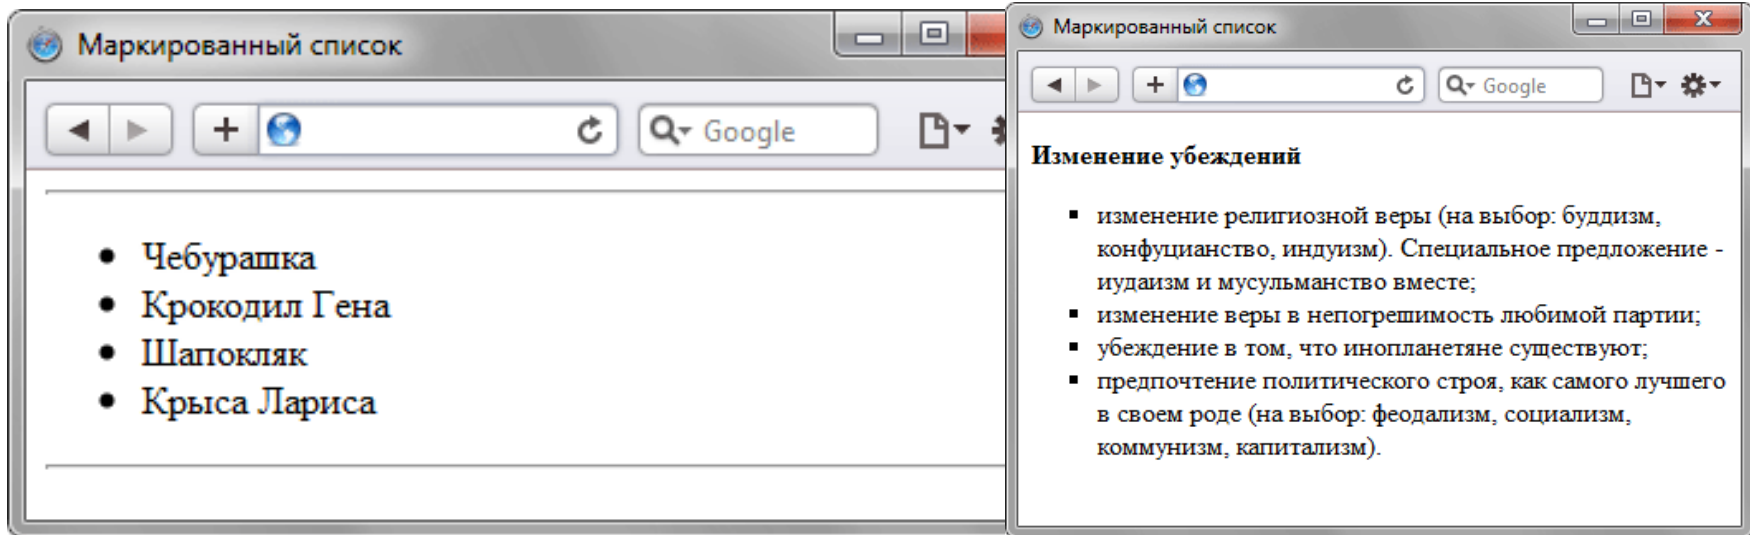 Маркированный список
Google
Чебурашка
Крокодил Гена
Шапокляк
Крыса Лариса
Маркированный список
Google
Изменение убеждений
изменение религиозной веры (на выбор: буддизм,
конфуцианство, индуизм). Специальное предложение -
иудаизм и мусульманство вместе;
изменение веры в непогрешимость любимой партии;
убеждение в том, что инопланетяне существуют;
предпочтение политического строя, как самого лучшего
в своем роде (на выбор: феодализм, социализм,
коммунизм, капитализм).